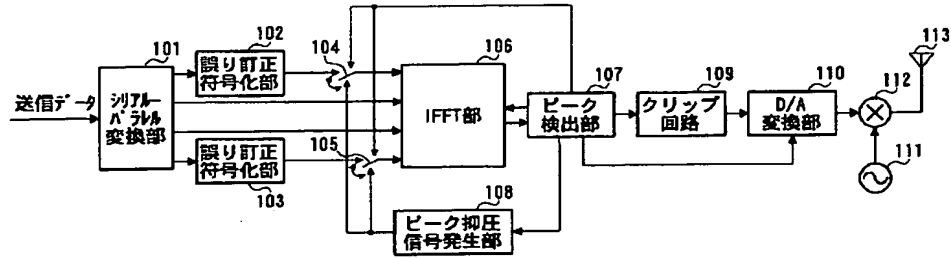 101
102
104
106
107
109
110
112
113
送信データ
シリアルー
パラレル
変換部
誤り訂正
符号化部
IFFT部
ピーク
検出部
クリップ
回路
D/A
変換部
105
誤り訂正
符号化部
103
108
ピーク抑圧
信号発生部
111